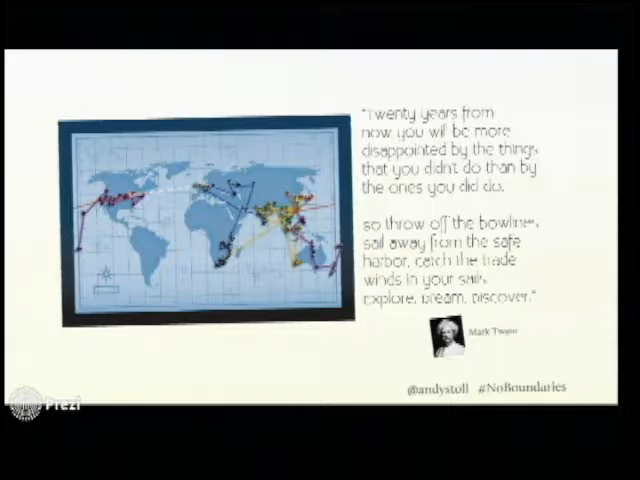 "Twenty years from
now you will be more
disappointed by the things
that you didn't do than by
the ones you did do.
so throw off the bowlines,
sail away from the safe
harbor, catch the trade
winds in your sails.
Explore. Dream. Discover."
Mark Twain
@andystoll #NoBoundaries
Prezi